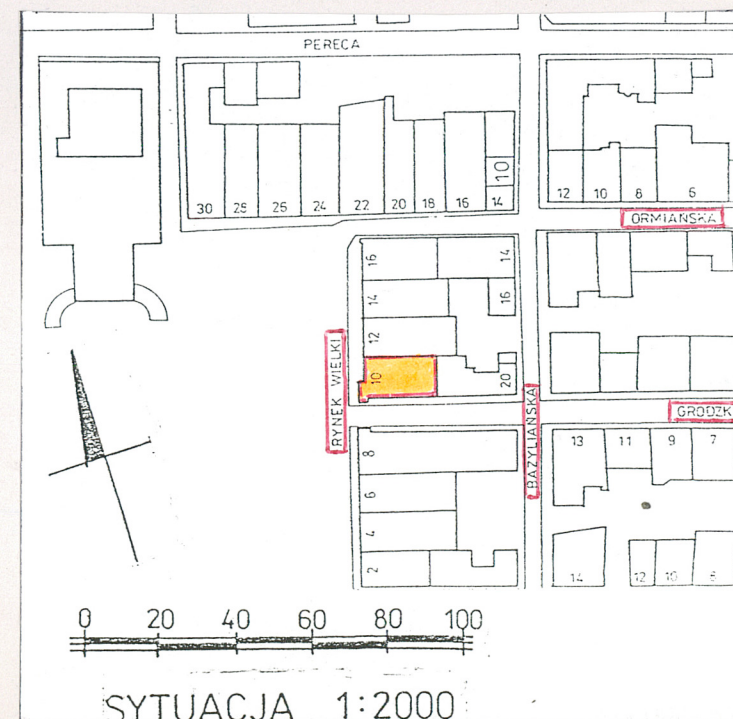 PERECA
10
30 28 26 24 22 20 18 16 14
12 10 8 6
ORMIAŃSKA
16 14
14 16
12
RYNEK WIELKI
10 20
BAZYLIAŃSKA
GRODZK
8
13 11 9 7
6
4
2
14 12 10 8
0 20 40 60 80 100
SYTUACJA 1:2000